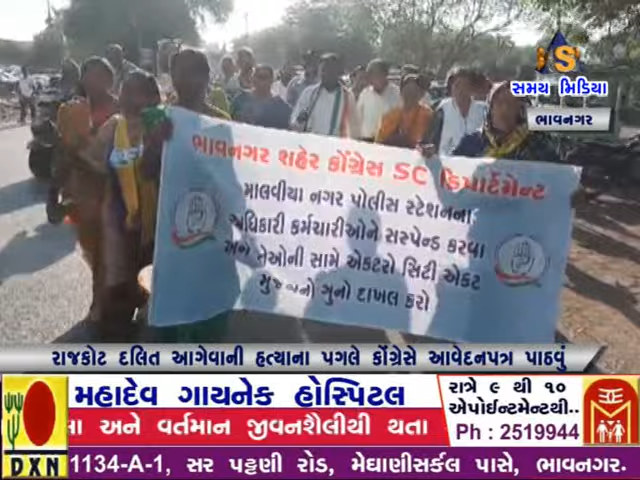 સમય મિડિયા
ભાવનગર
ભાવનગર શહેર કોંગ્રેસ SC ડિપાર્ટમેન્ટ
માલવીયા નગર પોલીસ સ્ટેશનના
અધિકારી કર્મચારીઓને સસ્પેન્ડ કરવા
અને તેઓની સામે એકટરો સિટી એકટ
મુજબનો ગુનો દાખલ કરો
રાજકોટ દલિત આગેવાની હત્યાના પગલે કોંગ્રેસે આવેદનપત્ર પાઠવું
મહાદેવ ગાયનેક હોસ્પિટલ
અને વર્તમાન જીવનશૈલીથી થતા
રાત્રે ૯ થી ૧૦
એપોઈન્ટમેન્ટથી..
Ph : 2519944
DXN
1134-A-1, સર પટ્ટણી રોડ, મેઘાણીસર્કલ પાસે, ભાવનગર.